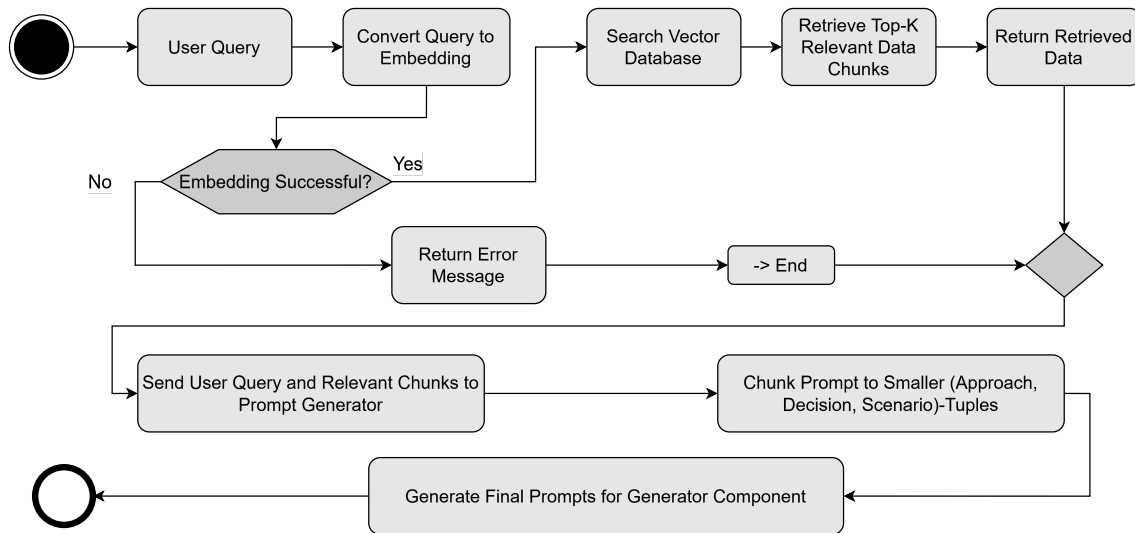 User Query
Convert Query to
Embedding
Search Vector
Database
Retrieve Top-K
Relevant Data
Chunks
Return Retrieved
Data
Embedding Successful?
Yes
No
Return Error
Message
-> End
Send User Query and Relevant Chunks to
Prompt Generator
Chunk Prompt to Smaller (Approach,
Decision, Scenario)-Tuples
Generate Final Prompts for Generator Component